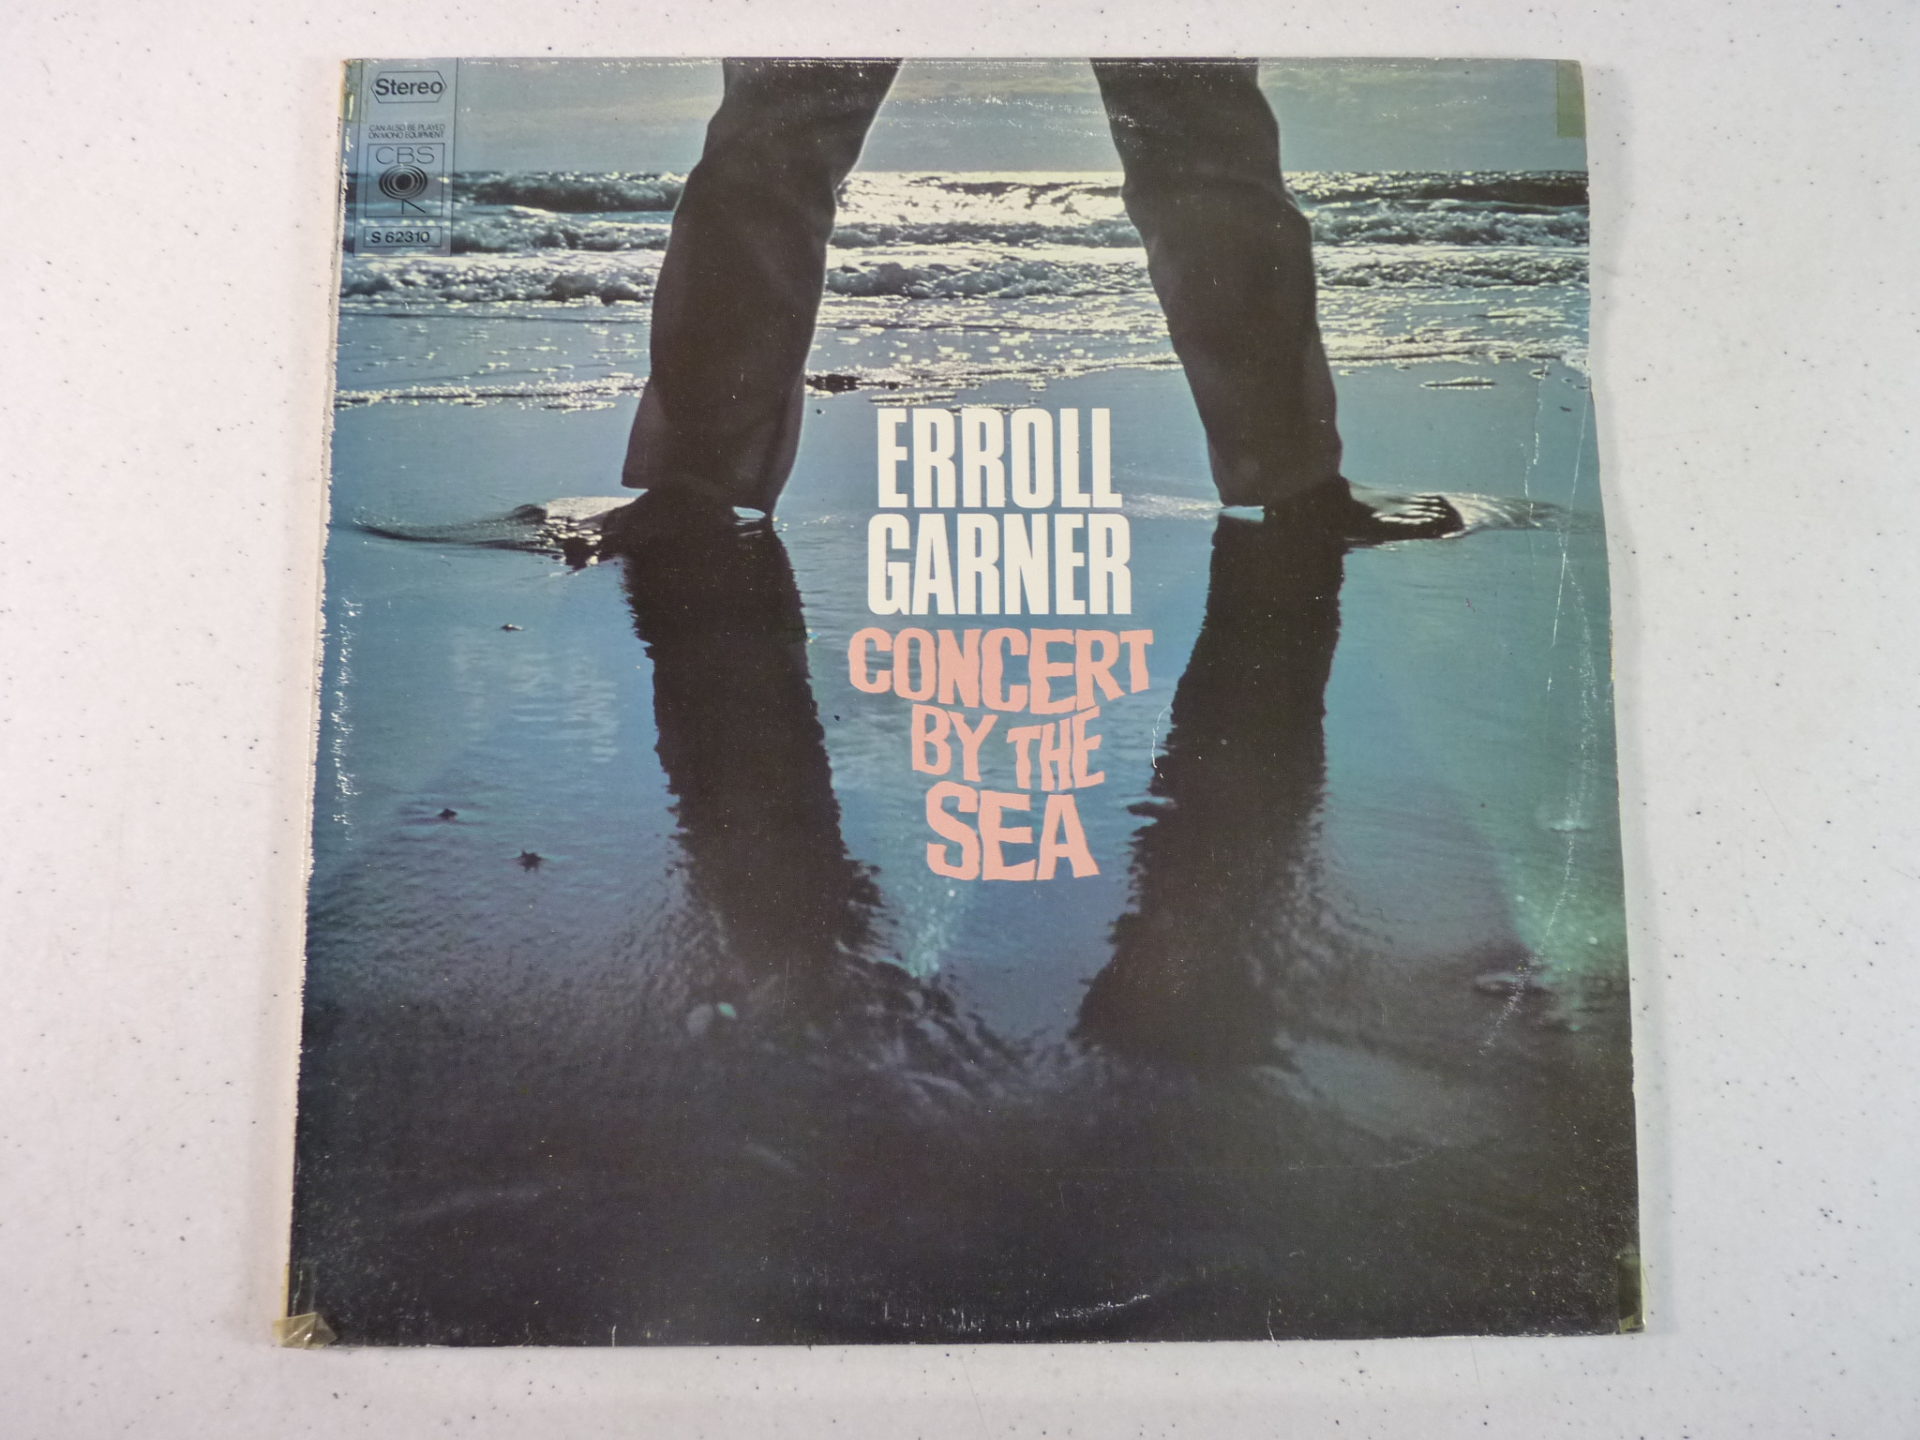 Stereo
CAN ALSO BE PLAYED
ON MONO EQUIPMENT
CBS
S 62310
ERROLL
GARNER
CONCERT
BY THE
SEA